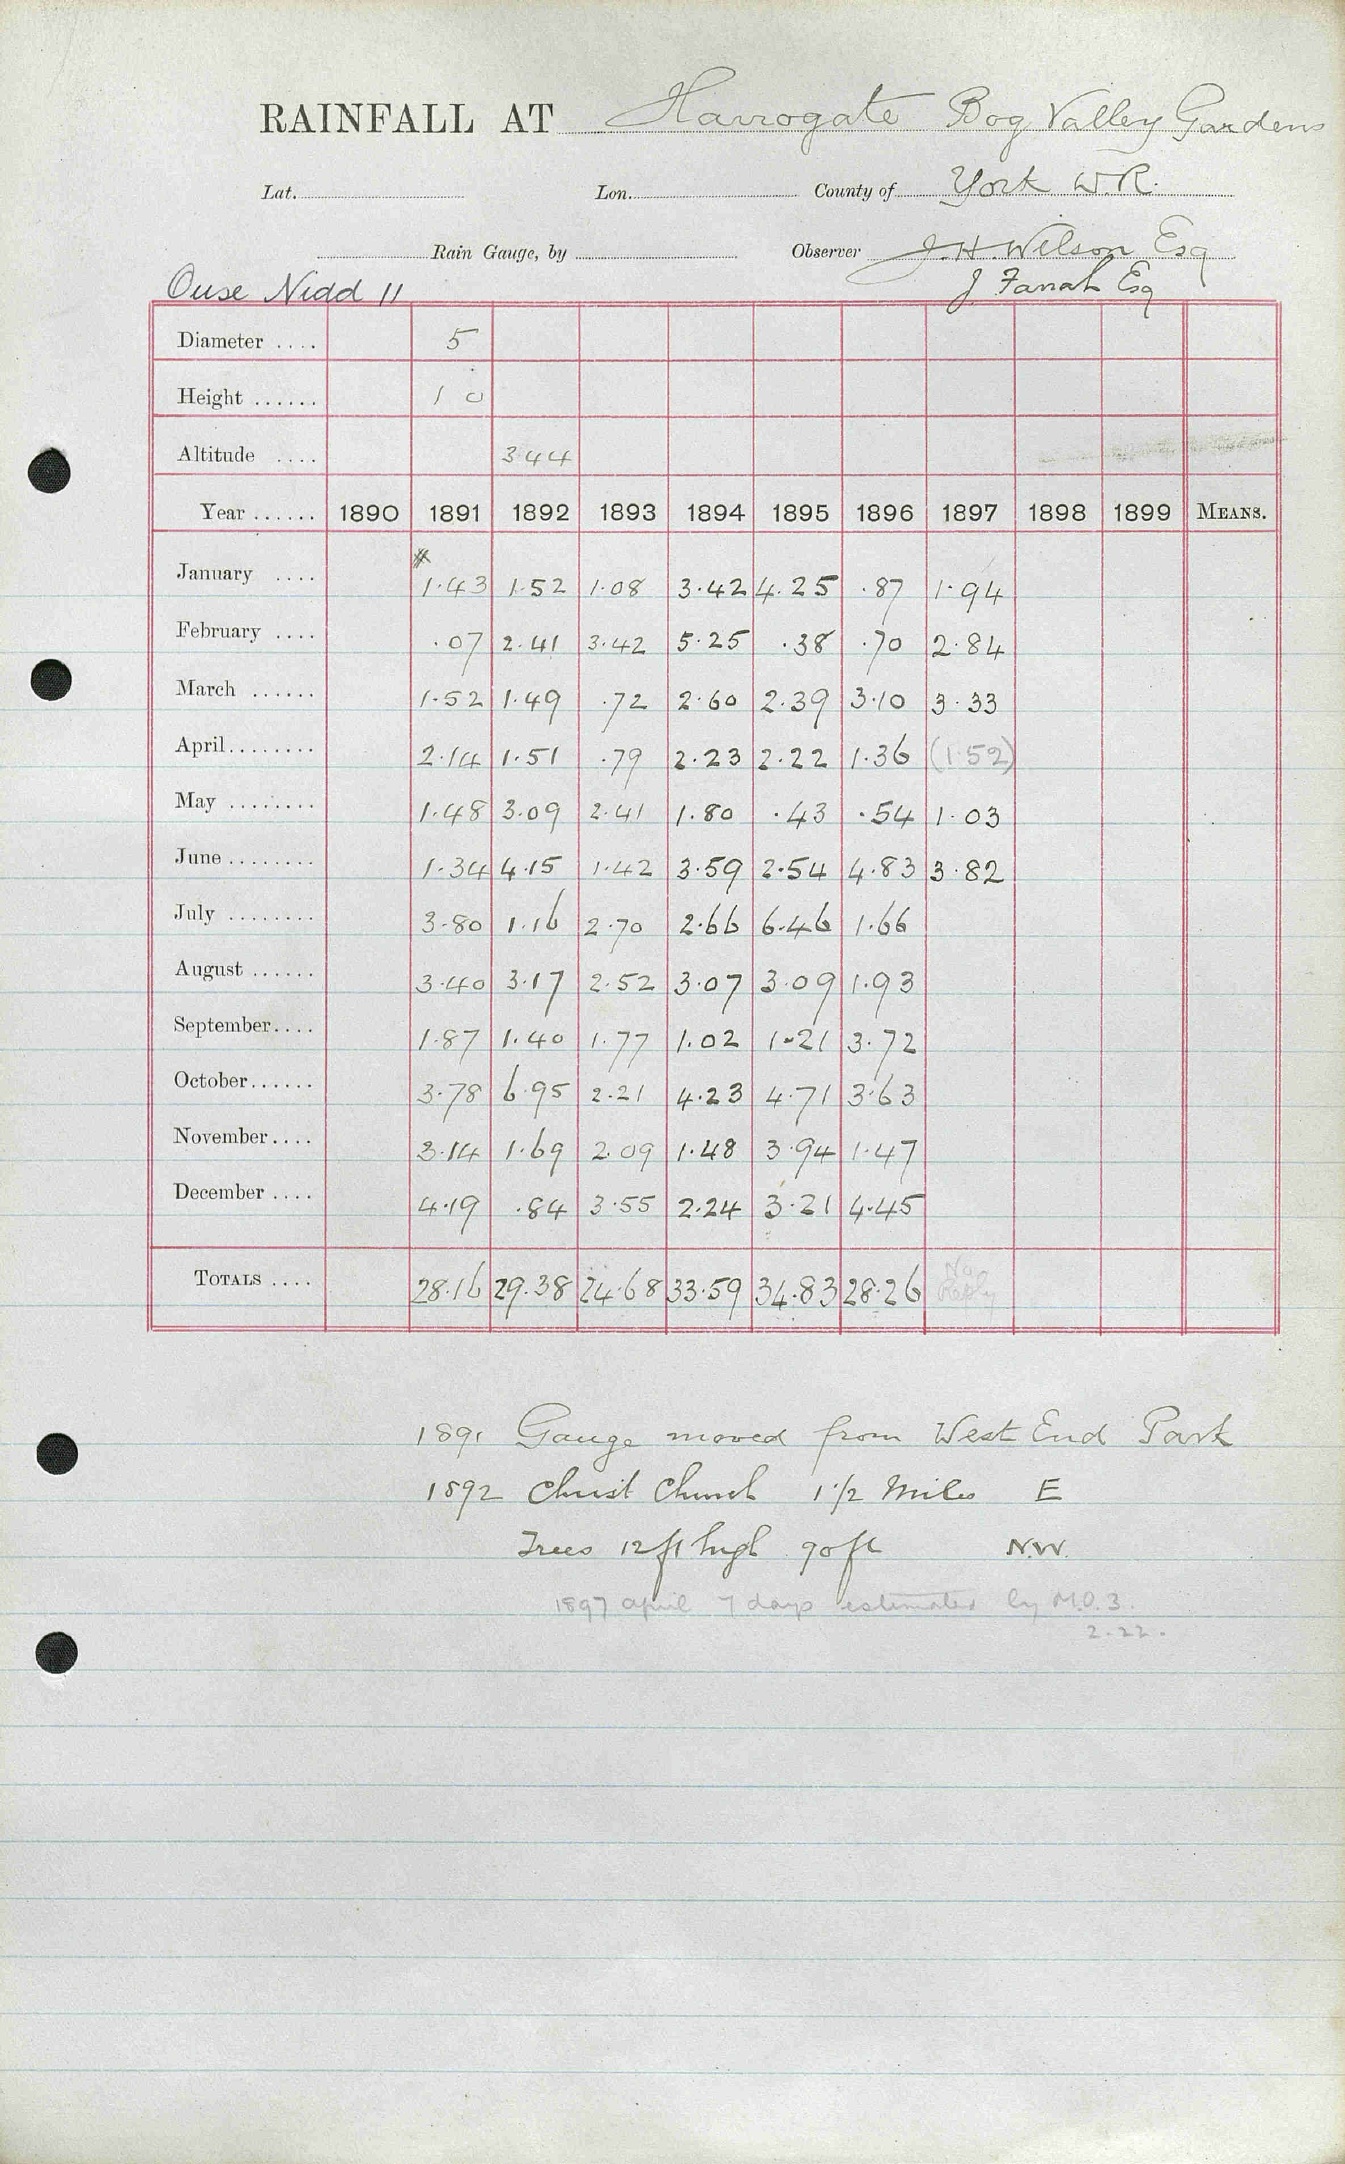 RAINFALL AT Harrogate Bog Valley Gardens
Lat. Lon. County of York W.R.
Rain Gauge, by Observer J.H. Wilson Esq
Ouse Nidd 11 J Farrah Esq
Diameter .... 5
Height ...... 1 0
Altitude .... 344
Year ...... 1890 1891 1892 1893 1894 1895 1896 1897 1898 1899 MEANS.
January .... # 1.43 1.52 1.08 3.42 4.25 .87 1.94
February .... .07 2.41 3.42 5.25 .38 .70 2.84
March ...... 1.52 1.49 .72 2.60 2.39 3.10 3.33
April ........ 2.14 1.51 .79 2.23 2.22 1.36 (1.52)
May ........ 1.48 3.09 2.41 1.80 .43 .54 1.03
June ........ 1.34 4.15 1.42 3.59 2.54 4.83 3.82
July ........ 3.80 1.16 2.70 2.66 6.46 1.66
August ...... 3.40 3.17 2.52 3.07 3.09 1.93
September .... 1.87 1.40 1.77 1.02 1.21 3.72
October ...... 3.78 6.95 2.21 4.23 4.71 3.63
November .... 3.14 1.69 2.09 1.48 3.94 1.47
December .... 4.19 .84 3.55 2.24 3.21 4.45
TOTALS .... 28.16 29.38 24.68 33.59 34.83 28.26 No Reply
1891 Gauge moved from West End Park
1892 Christ Church 1 1/2 Miles E
Trees 12 ft high 90 ft N.W.
1897 april 7 days estimated by M.O.3.
2.22.